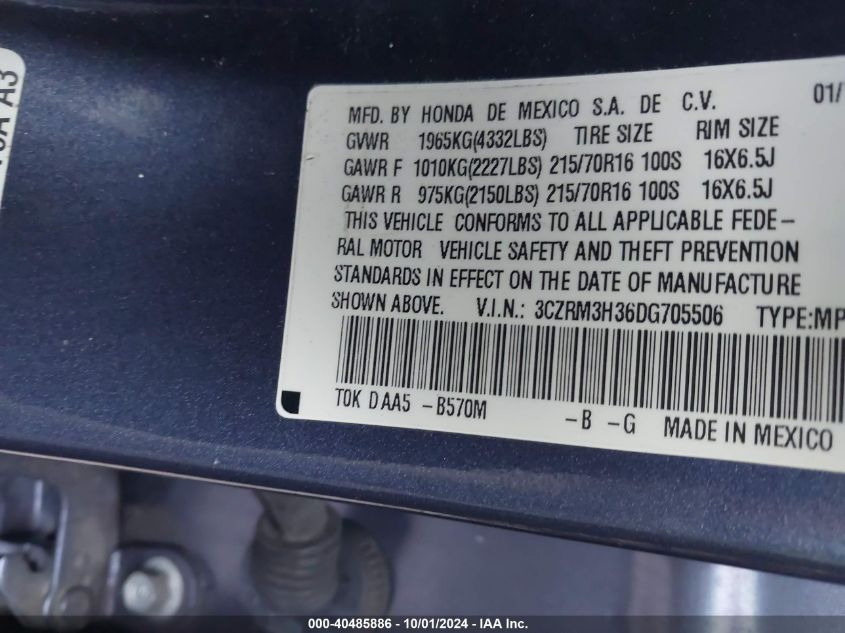 MFD. BY HONDA DE MEXICO S.A. DE C.V. 01/
GVWR 1965KG(4332LBS) TIRE SIZE RIM SIZE
GAWR F 1010KG(2227LBS) 215/70R16 100S 16X6.5J
GAWR R 975KG(2150LBS) 215/70R16 100S 16X6.5J
THIS VEHICLE CONFORMS TO ALL APPLICABLE FEDE-
RAL MOTOR VEHICLE SAFETY AND THEFT PREVENTION
STANDARDS IN EFFECT ON THE DATE OF MANUFACTURE
SHOWN ABOVE. V.I.N.: 3CZRM3H36DG705506 TYPE:MP
T0K DAA5 -B570M -B -G MADE IN MEXICO
A3
000-40485886 - 10/01/2024 - IAA Inc.